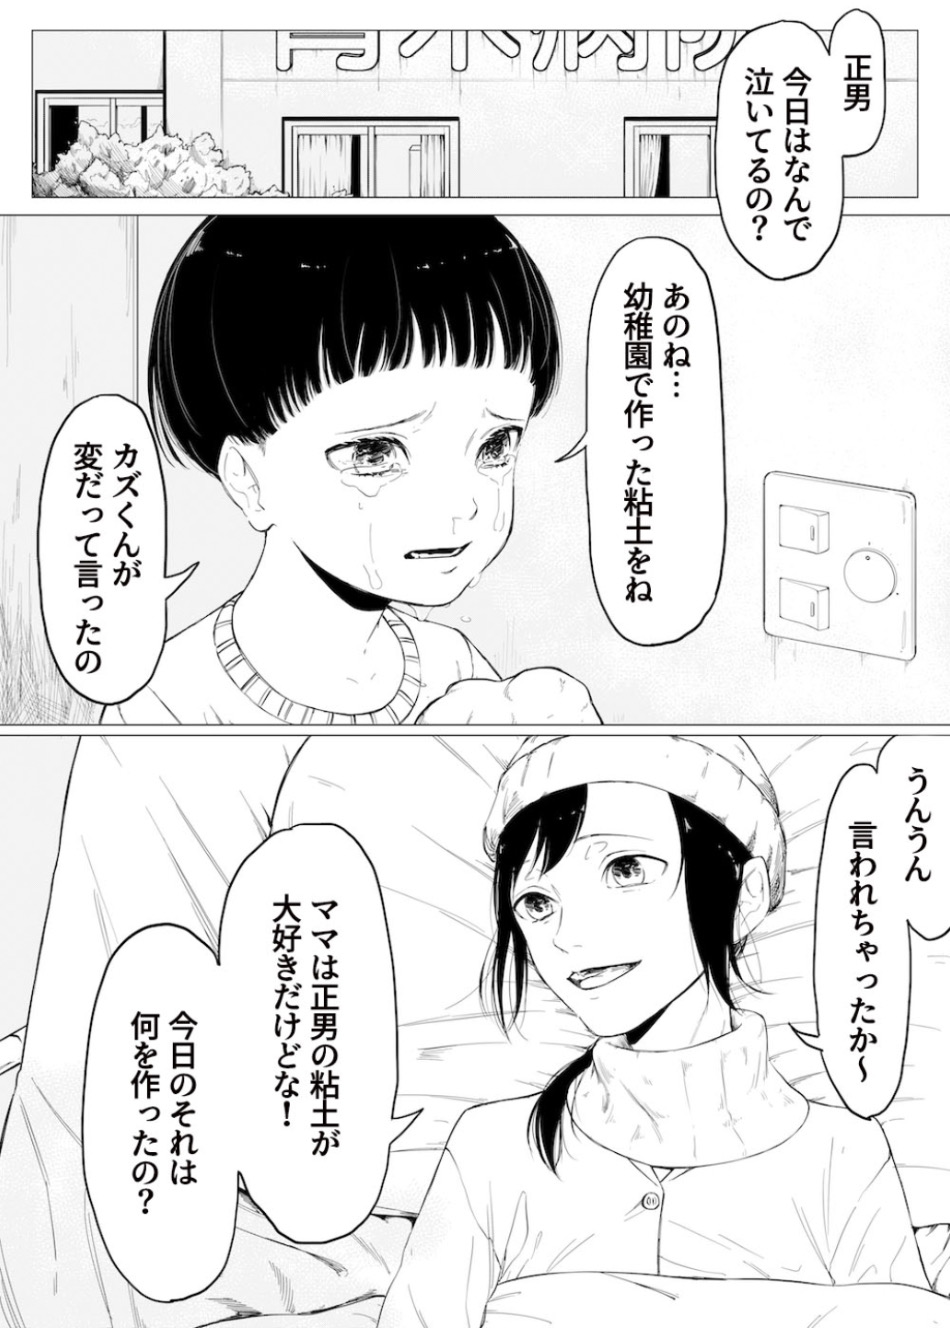 青木病院
正男
今日はなんで
泣いてるの？
あのね…
幼稚園で作った粘土をね
カズくんが
変だって言ったの
うんうん
言われちゃったか〜
ママは正男の粘土が
大好きだけどな！
今日のそれは
何を作ったの？